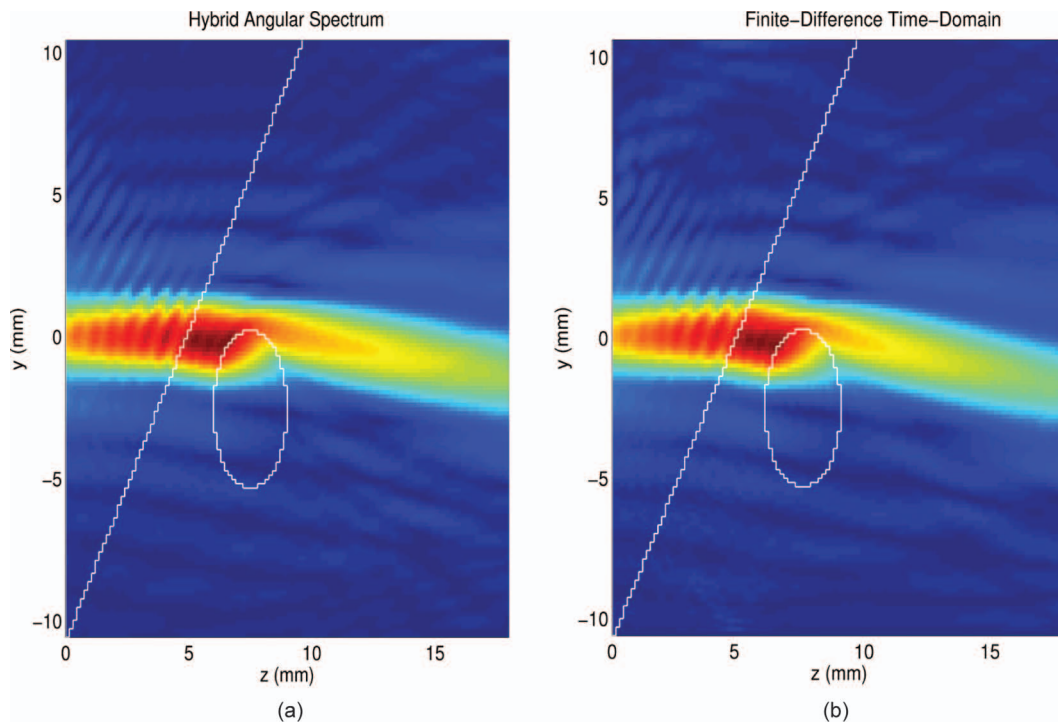 Hybrid Angular Spectrum
10
5
0
−5
−10
y (mm)
0
5
10
15
z (mm)
(a)
Finite−Difference Time−Domain
10
5
0
−5
−10
y (mm)
0
5
10
15
z (mm)
(b)